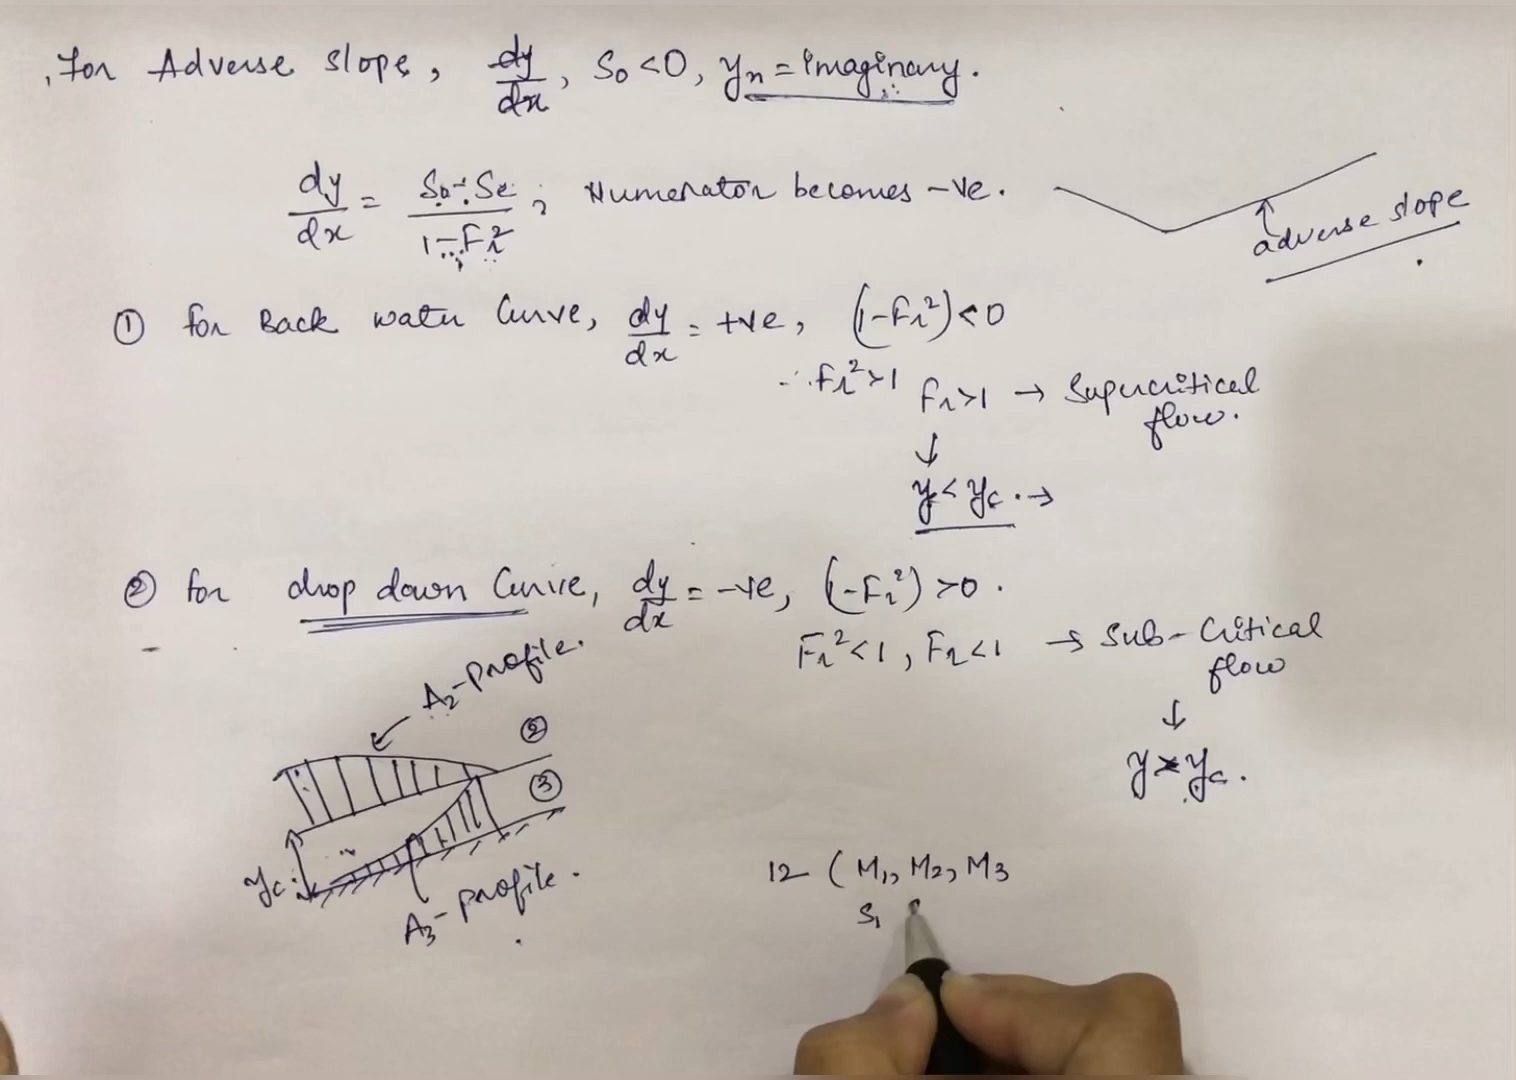 For Adverse slope, dy/dx, S₀<0, yn = imaginary.
dy/dx = S₀-Se/1-Fr² ; Numerator becomes -ve.
adverse slope
① for Back water Curve, dy/dx = +ve, (1-Fr²)<0
∴ Fr²>1 Fr>1 → Supercritical
flow.
↓
y<yc. →
② for drop down Curve, dy/dx = -ve, (1-Fr²)>0.
Fr²<1, Fr<1 → Sub-Critical
flow
↓
A₂-profile.
②
③
yc
A₃-profile.
12 (M₁, M₂, M₃
S₁